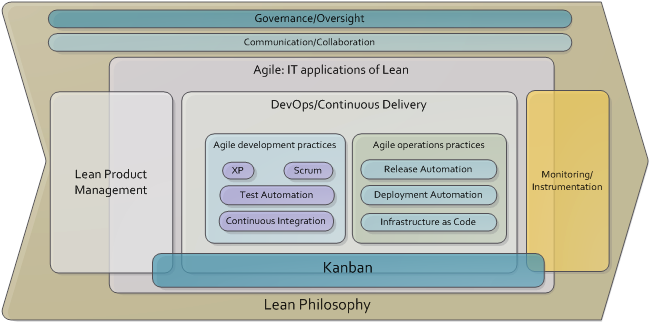 Governance/Oversight
Communication/Collaboration
Agile: IT applications of Lean
DevOps/Continuous Delivery
Lean Product
Management
Agile development practices
XP
Scrum
Test Automation
Continuous Integration
Agile operations practices
Release Automation
Deployment Automation
Infrastructure as Code
Monitoring/
Instrumentation
Kanban
Lean Philosophy